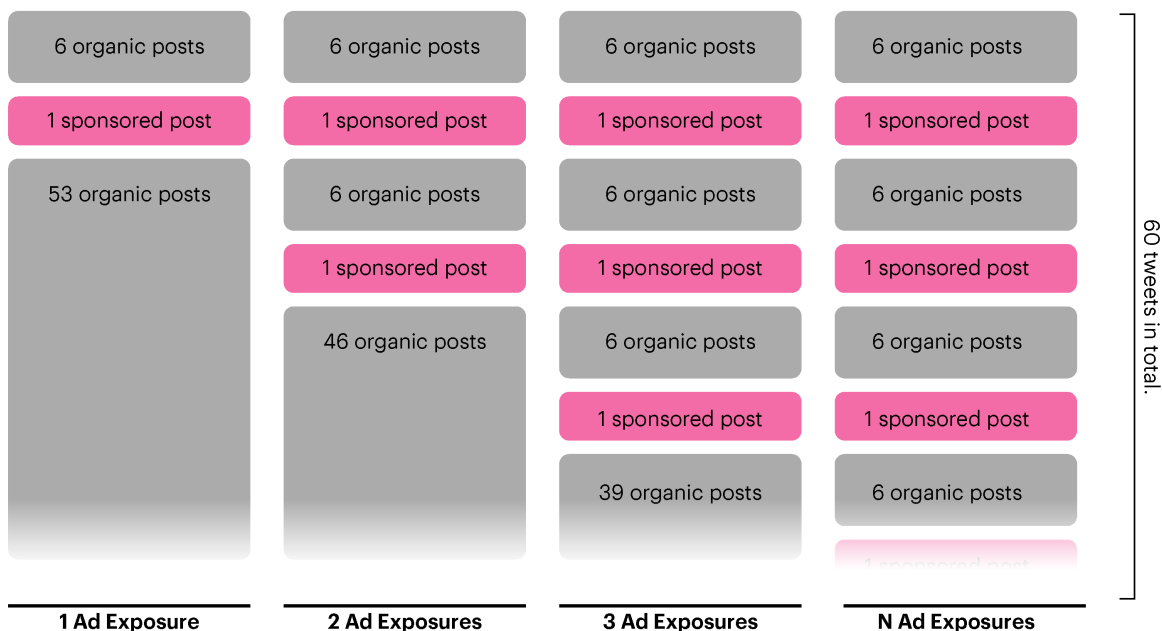 6 organic posts
1 sponsored post
53 organic posts
1 Ad Exposure
6 organic posts
1 sponsored post
6 organic posts
1 sponsored post
46 organic posts
2 Ad Exposures
6 organic posts
1 sponsored post
6 organic posts
1 sponsored post
6 organic posts
1 sponsored post
39 organic posts
3 Ad Exposures
6 organic posts
1 sponsored post
6 organic posts
1 sponsored post
6 organic posts
1 sponsored post
6 organic posts
1 sponsored post
N Ad Exposures
60 tweets in total.